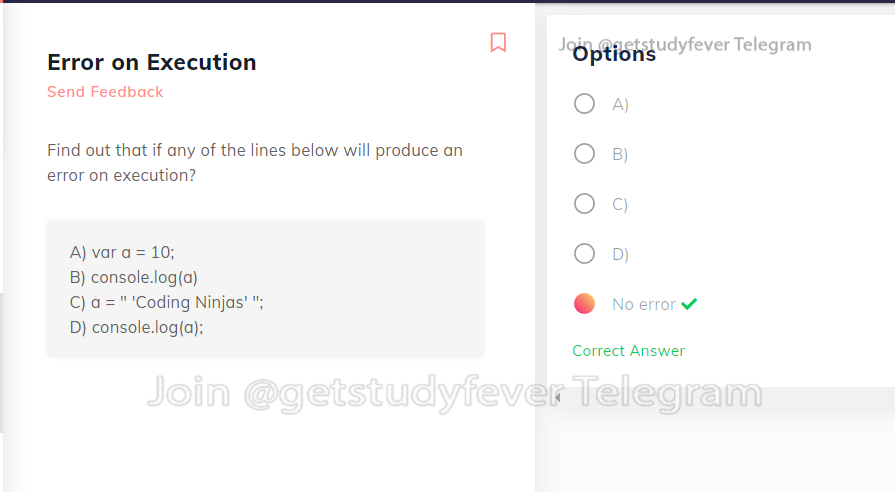 Error on Execution
Send Feedback
Find out that if any of the lines below will produce an
error on execution?
A) var a = 10;
B) console.log(a)
C) a = " 'Coding Ninjas' ";
D) console.log(a);
Join @getstudyfever Telegram
Options
A)
B)
C)
D)
No error
Correct Answer
Join @getstudyfever Telegram